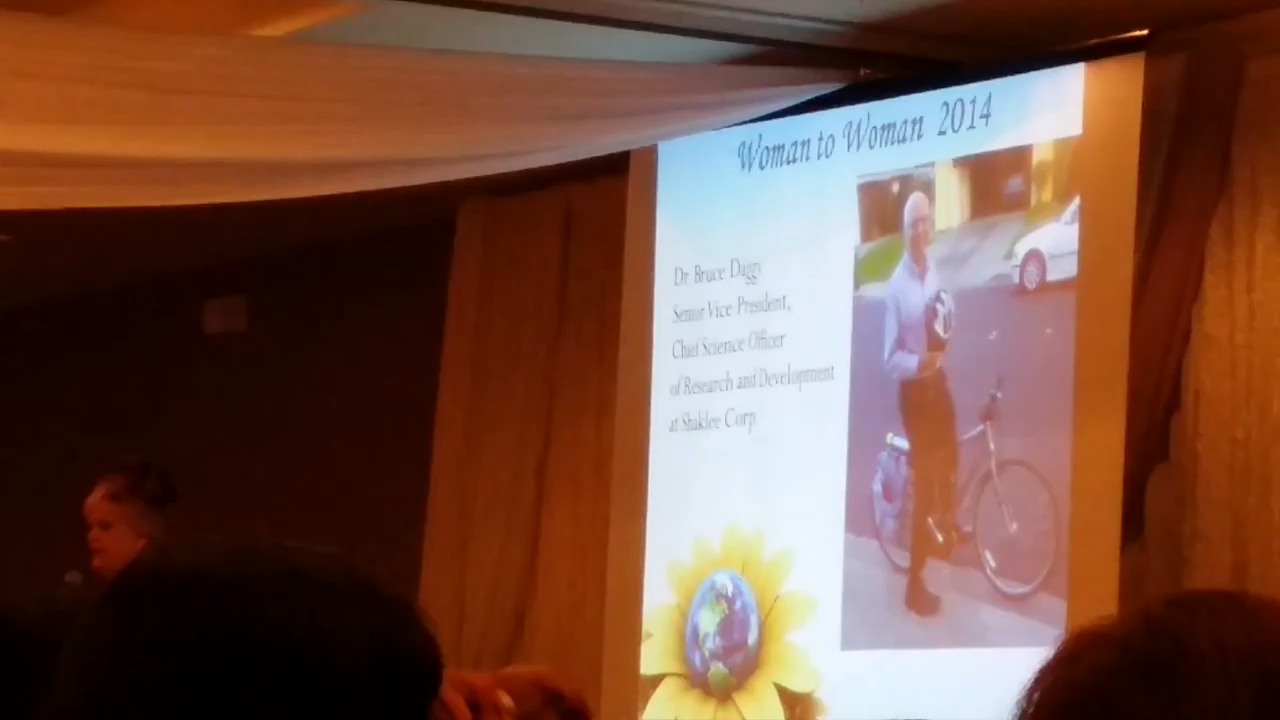 Woman to Woman 2014
Dr Bruce Daggy
Senior Vice President,
Chief Science Officer
of Research and Development
at Shaklee Corp